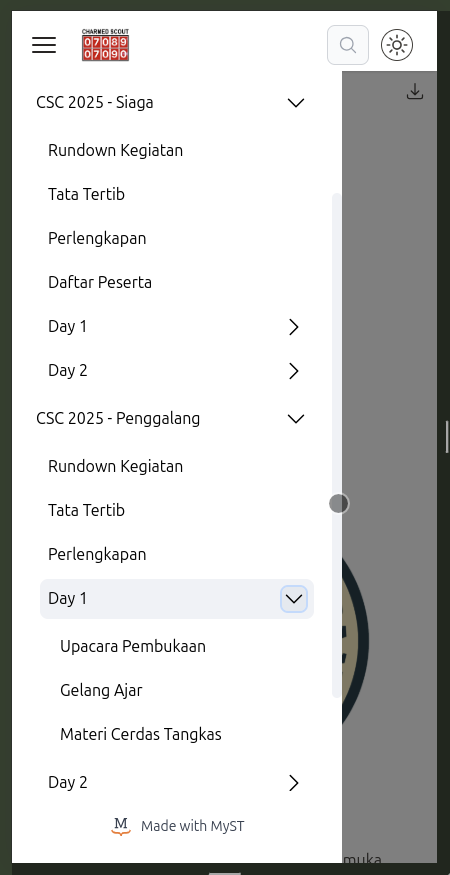 CHARMED SCOUT
07089
07090
CSC 2025 - Siaga
Rundown Kegiatan
Tata Tertib
Perlengkapan
Daftar Peserta
Day 1
Day 2
CSC 2025 - Penggalang
Rundown Kegiatan
Tata Tertib
Perlengkapan
Day 1
Upacara Pembukaan
Gelang Ajar
Materi Cerdas Tangkas
Day 2
M Made with MyST
muka